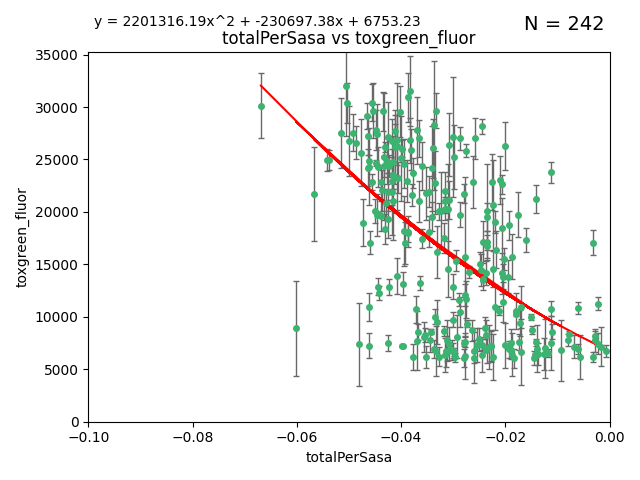 y = 2201316.19x^2 + -230697.38x + 6753.23
N = 242
totalPerSasa vs toxgreen_fluor
35000
30000
25000
20000
15000
10000
5000
0
toxgreen_fluor
−0.10
−0.08
−0.06
−0.04
−0.02
0.00
totalPerSasa